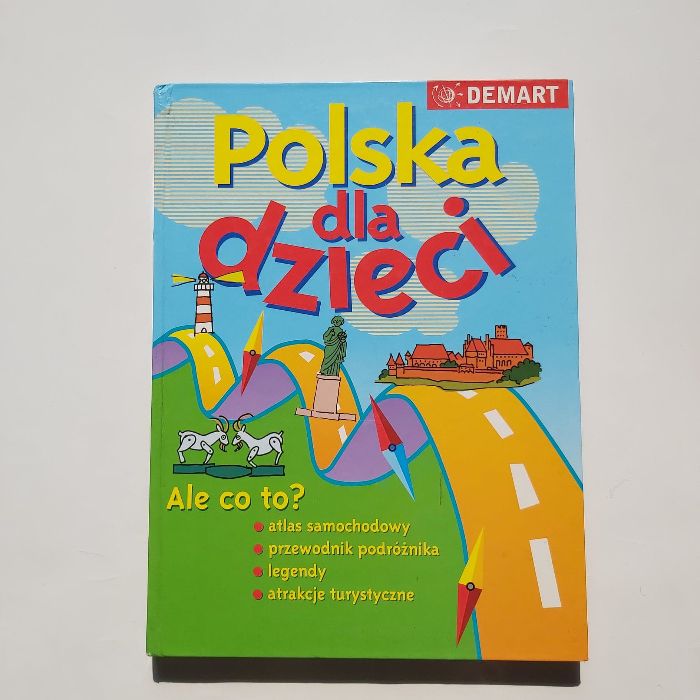 DEMART
Polska
dla
dzieci
Ale co to?
atlas samochodowy
przewodnik podróżnika
legendy
atrakcje turystyczne